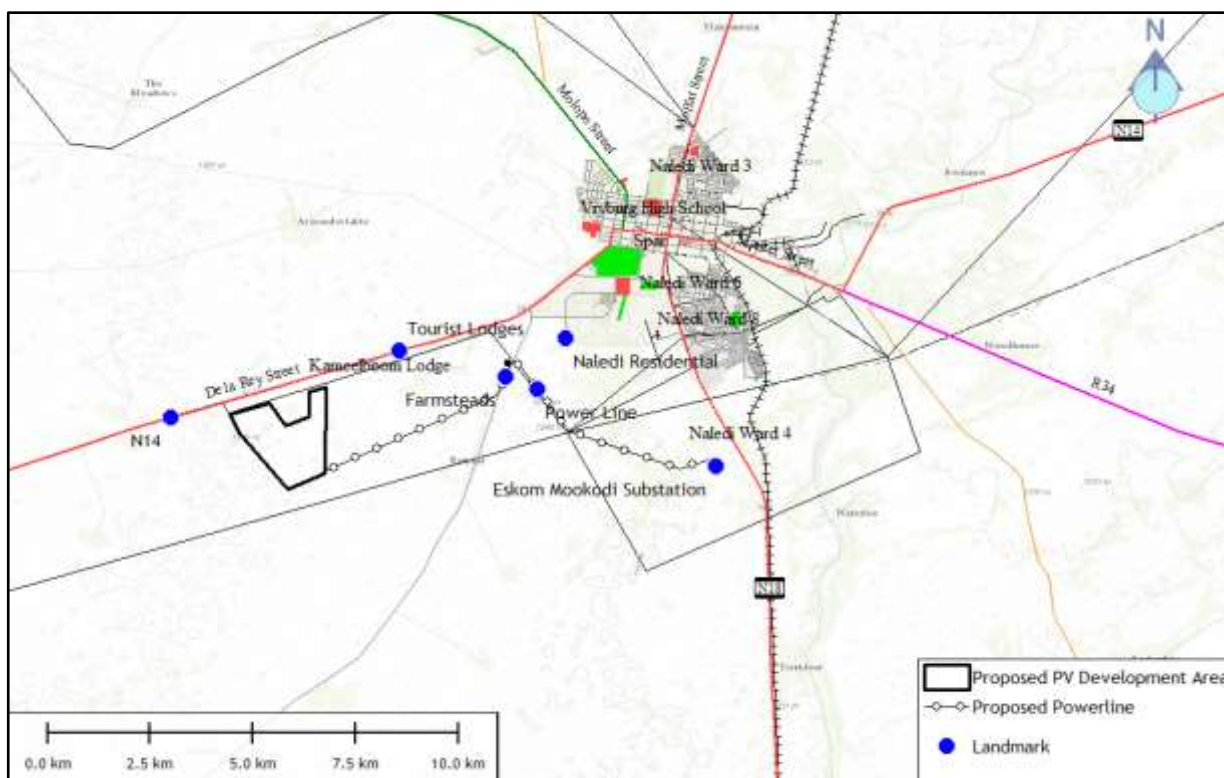 N
N14
Molopo Street
Moffat Street
Naledi Ward 3
Vryburg High School
Spar
Naledi Ward 6
Naledi Ward 8
Tourist Lodges
Kameelboom Lodge
Naledi Residential
Dela Rey Street
Farmsteads
Power Line
N14
R34
Naledi Ward 4
Eskom Mookodi Substation
N18
Proposed PV Development Area
Proposed Powerline
Landmark
0.0 km 2.5 km 5.0 km 7.5 km 10.0 km